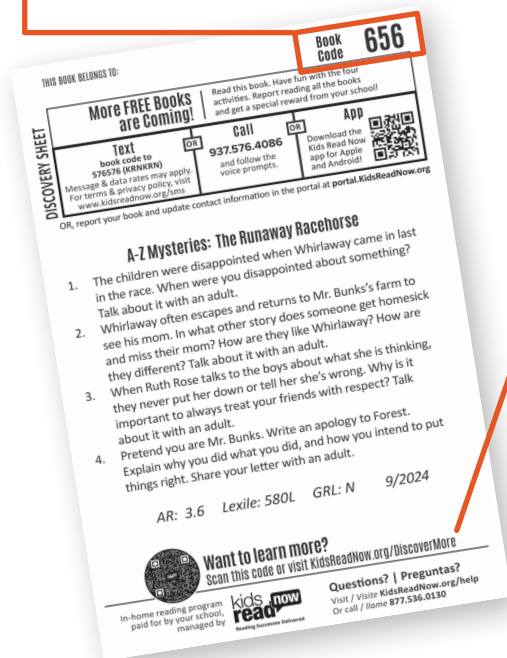 Book Code 656
THIS BOOK BELONGS TO:
DISCOVERY SHEET
More FREE Books
are Coming!
Read this book. Have fun with the four
activities. Report reading all the books
and get a special reward from your school!
Text
book code to
576576 (KRNKRN)
Message & data rates may apply.
For terms & privacy policy, visit
www.kidsreadnow.org/sms
OR
Call
937.576.4086
and follow the
voice prompts.
OR
App
Download the
Kids Read Now
app for Apple
and Android!
OR, report your book and update contact information in the portal at portal.KidsReadNow.org
A-Z Mysteries: The Runaway Racehorse
1. The children were disappointed when Whirlaway came in last
in the race. When were you disappointed about something?
Talk about it with an adult.
2. Whirlaway often escapes and returns to Mr. Bunks's farm to
see his mom. In what other story does someone get homesick
and miss their mom? How are they like Whirlaway? How are
they different? Talk about it with an adult.
3. When Ruth Rose talks to the boys about what she is thinking,
they never put her down or tell her she's wrong. Why is it
important to always treat your friends with respect? Talk
about it with an adult.
4. Pretend you are Mr. Bunks. Write an apology to Forest.
Explain why you did what you did, and how you intend to put
things right. Share your letter with an adult.
AR: 3.6 Lexile: 580L GRL: N 9/2024
Want to learn more?
Scan this code or visit KidsReadNow.org/DiscoverMore
In-home reading program
paid for by your school,
managed by
kids
read now
Reading Successes Delivered
Questions? | Preguntas?
Visit / Visite KidsReadNow.org/help
Or call / llame 877.536.0130